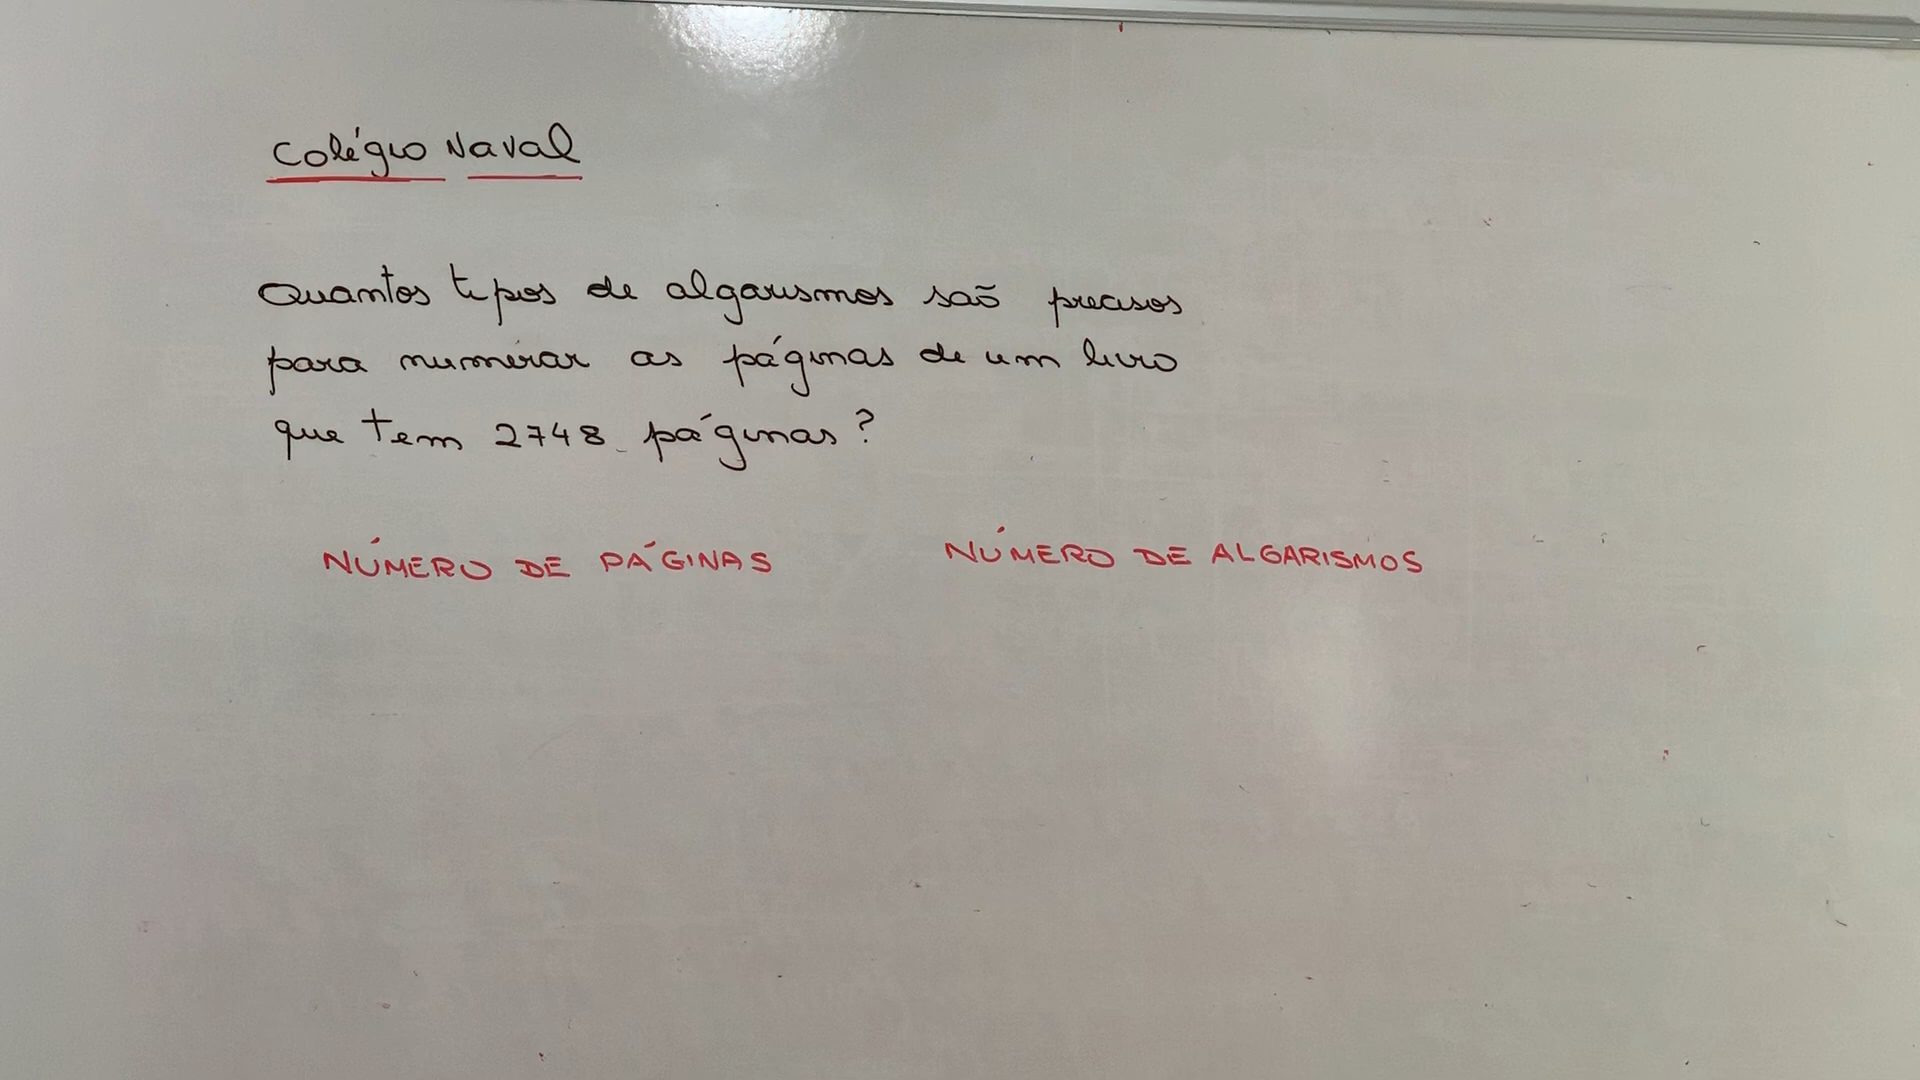 Colégio Naval
Quantos tipos de algarismos são precisos
para numerar as páginas de um livro
que tem 2748 páginas?
NÚMERO DE PÁGINAS NÚMERO DE ALGARISMOS